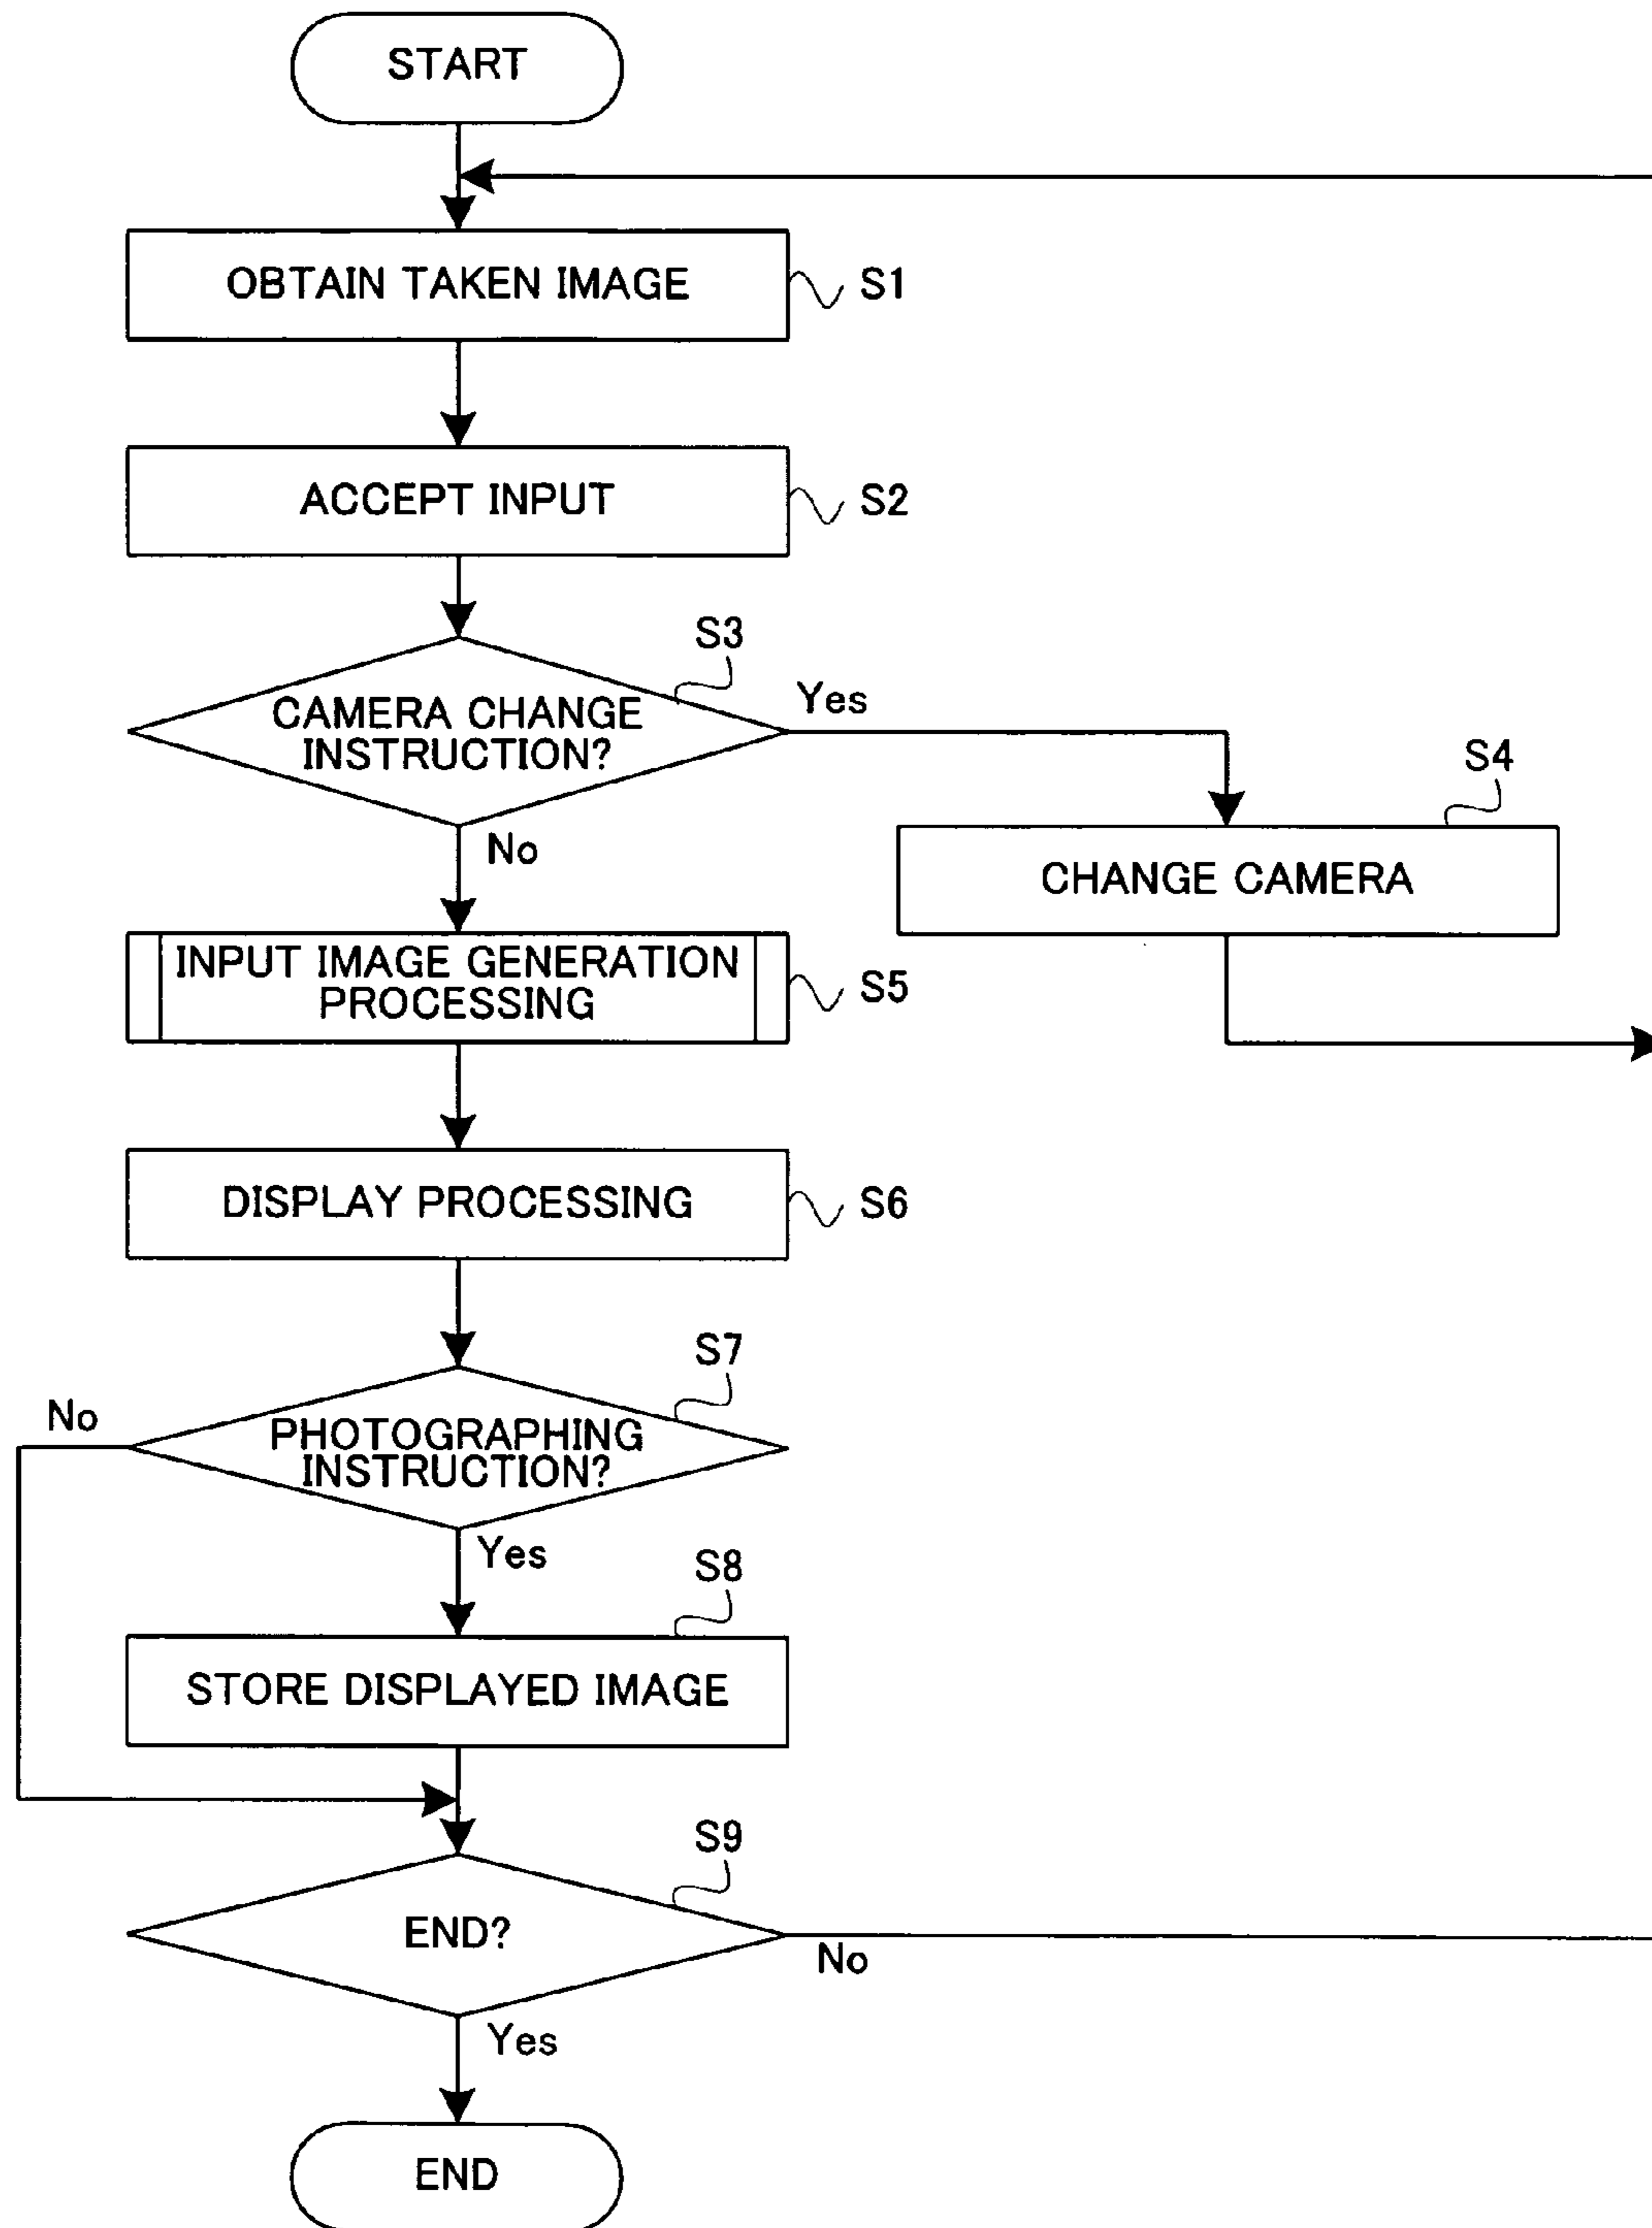 START
OBTAIN TAKEN IMAGE
S1
ACCEPT INPUT
S2
S3
CAMERA CHANGE
INSTRUCTION?
Yes
No
S4
CHANGE CAMERA
INPUT IMAGE GENERATION
PROCESSING
S5
DISPLAY PROCESSING
S6
S7
No
PHOTOGRAPHING
INSTRUCTION?
Yes
S8
STORE DISPLAYED IMAGE
S9
END?
No
Yes
END